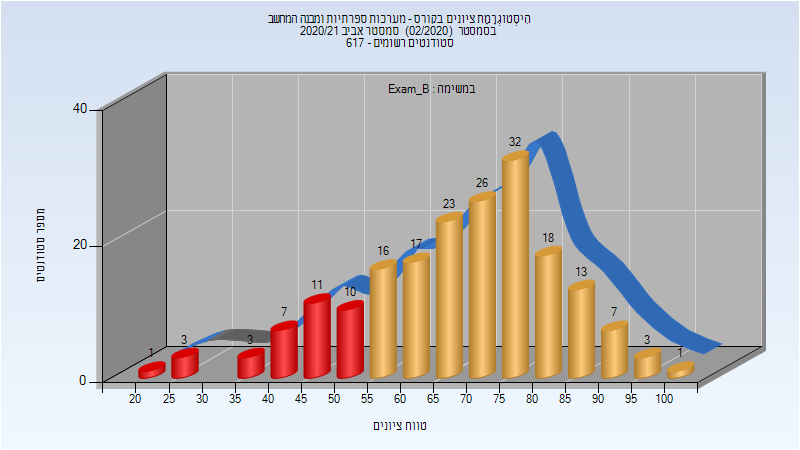 היסטוגרמת ציונים בקורס - מערכות ספרתיות ומבנה המחשב
בסמסטר (02/2020) סמסטר אביב 2020/21
סטודנטים רשומים - 617
במשימה : Exam_B
מספר סטודנטים
40
20
0
1 3 3 7 11 10 16 17 23 26 32 18 13 7 3 1
20 25 30 35 40 45 50 55 60 65 70 75 80 85 90 95 100
טווח ציונים